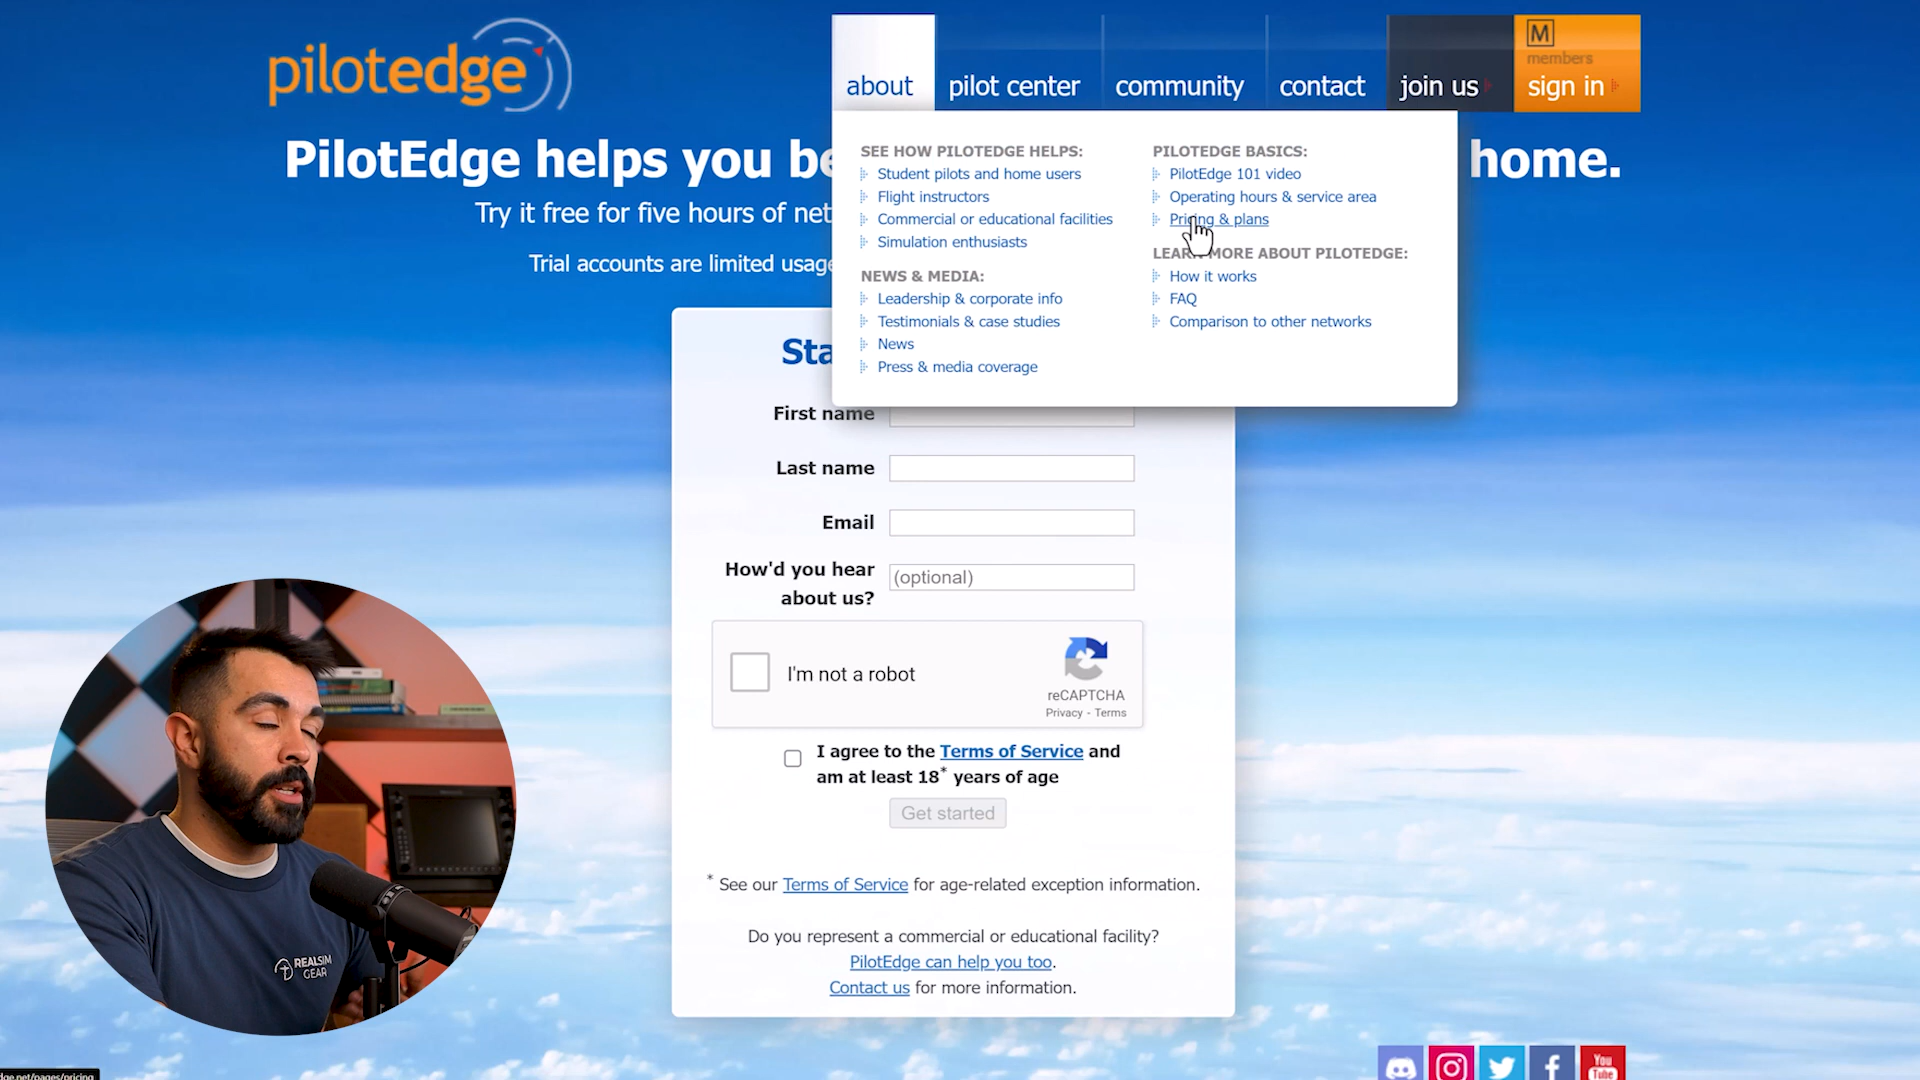 pilotedge
about
pilot center
community
contact
join us
M
members
sign in
PilotEdge helps you be
home.
Try it free for five hours of net
Trial accounts are limited usage
SEE HOW PILOTEDGE HELPS:
Student pilots and home users
Flight instructors
Commercial or educational facilities
Simulation enthusiasts
NEWS & MEDIA:
Leadership & corporate info
Testimonials & case studies
News
Press & media coverage
PILOTEDGE BASICS:
PilotEdge 101 video
Operating hours & service area
Pricing & plans
LEARN MORE ABOUT PILOTEDGE:
How it works
FAQ
Comparison to other networks
Sta
First name
Last name
Email
How'd you hear
about us?
(optional)
I'm not a robot
reCAPTCHA
Privacy - Terms
I agree to the Terms of Service and
am at least 18* years of age
Get started
* See our Terms of Service for age-related exception information.
Do you represent a commercial or educational facility?
PilotEdge can help you too.
Contact us for more information.
REALSIM
GEAR
You
Tube
dge.net/pages/pricing